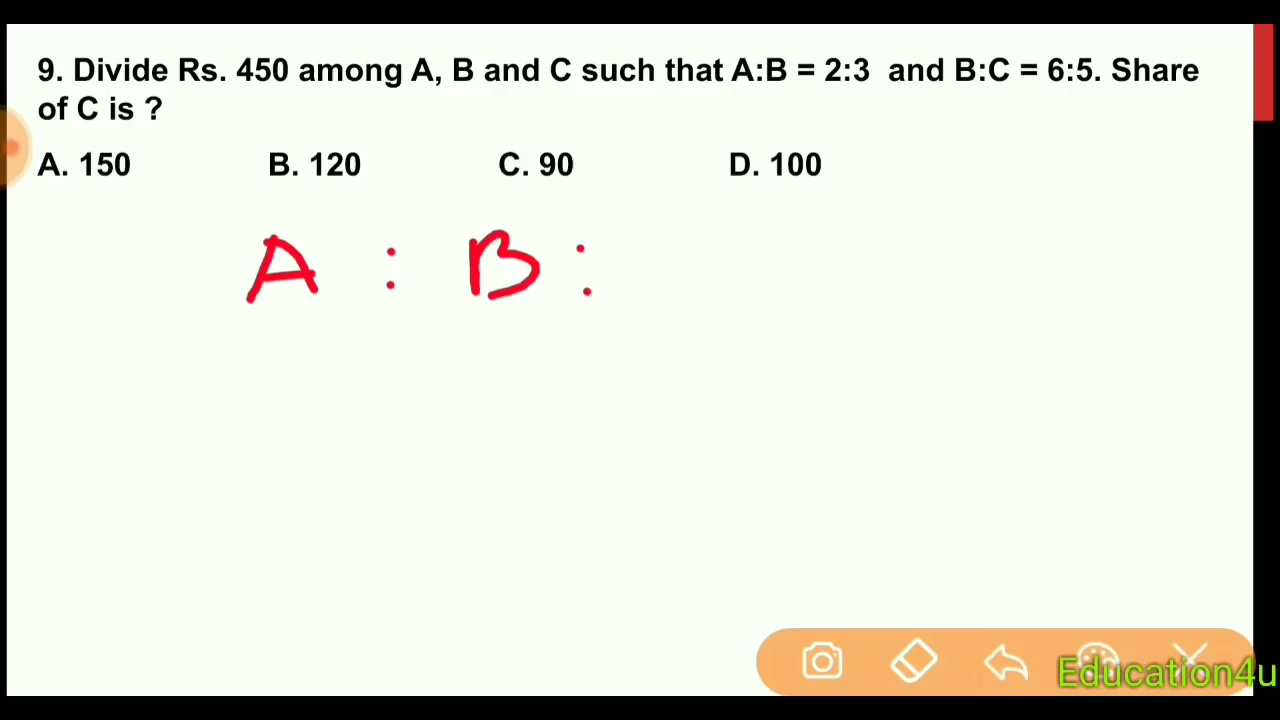 9. Divide Rs. 450 among A, B and C such that A:B = 2:3 and B:C = 6:5. Share
of C is ?
A. 150 B. 120 C. 90 D. 100
A : B :
Education4u